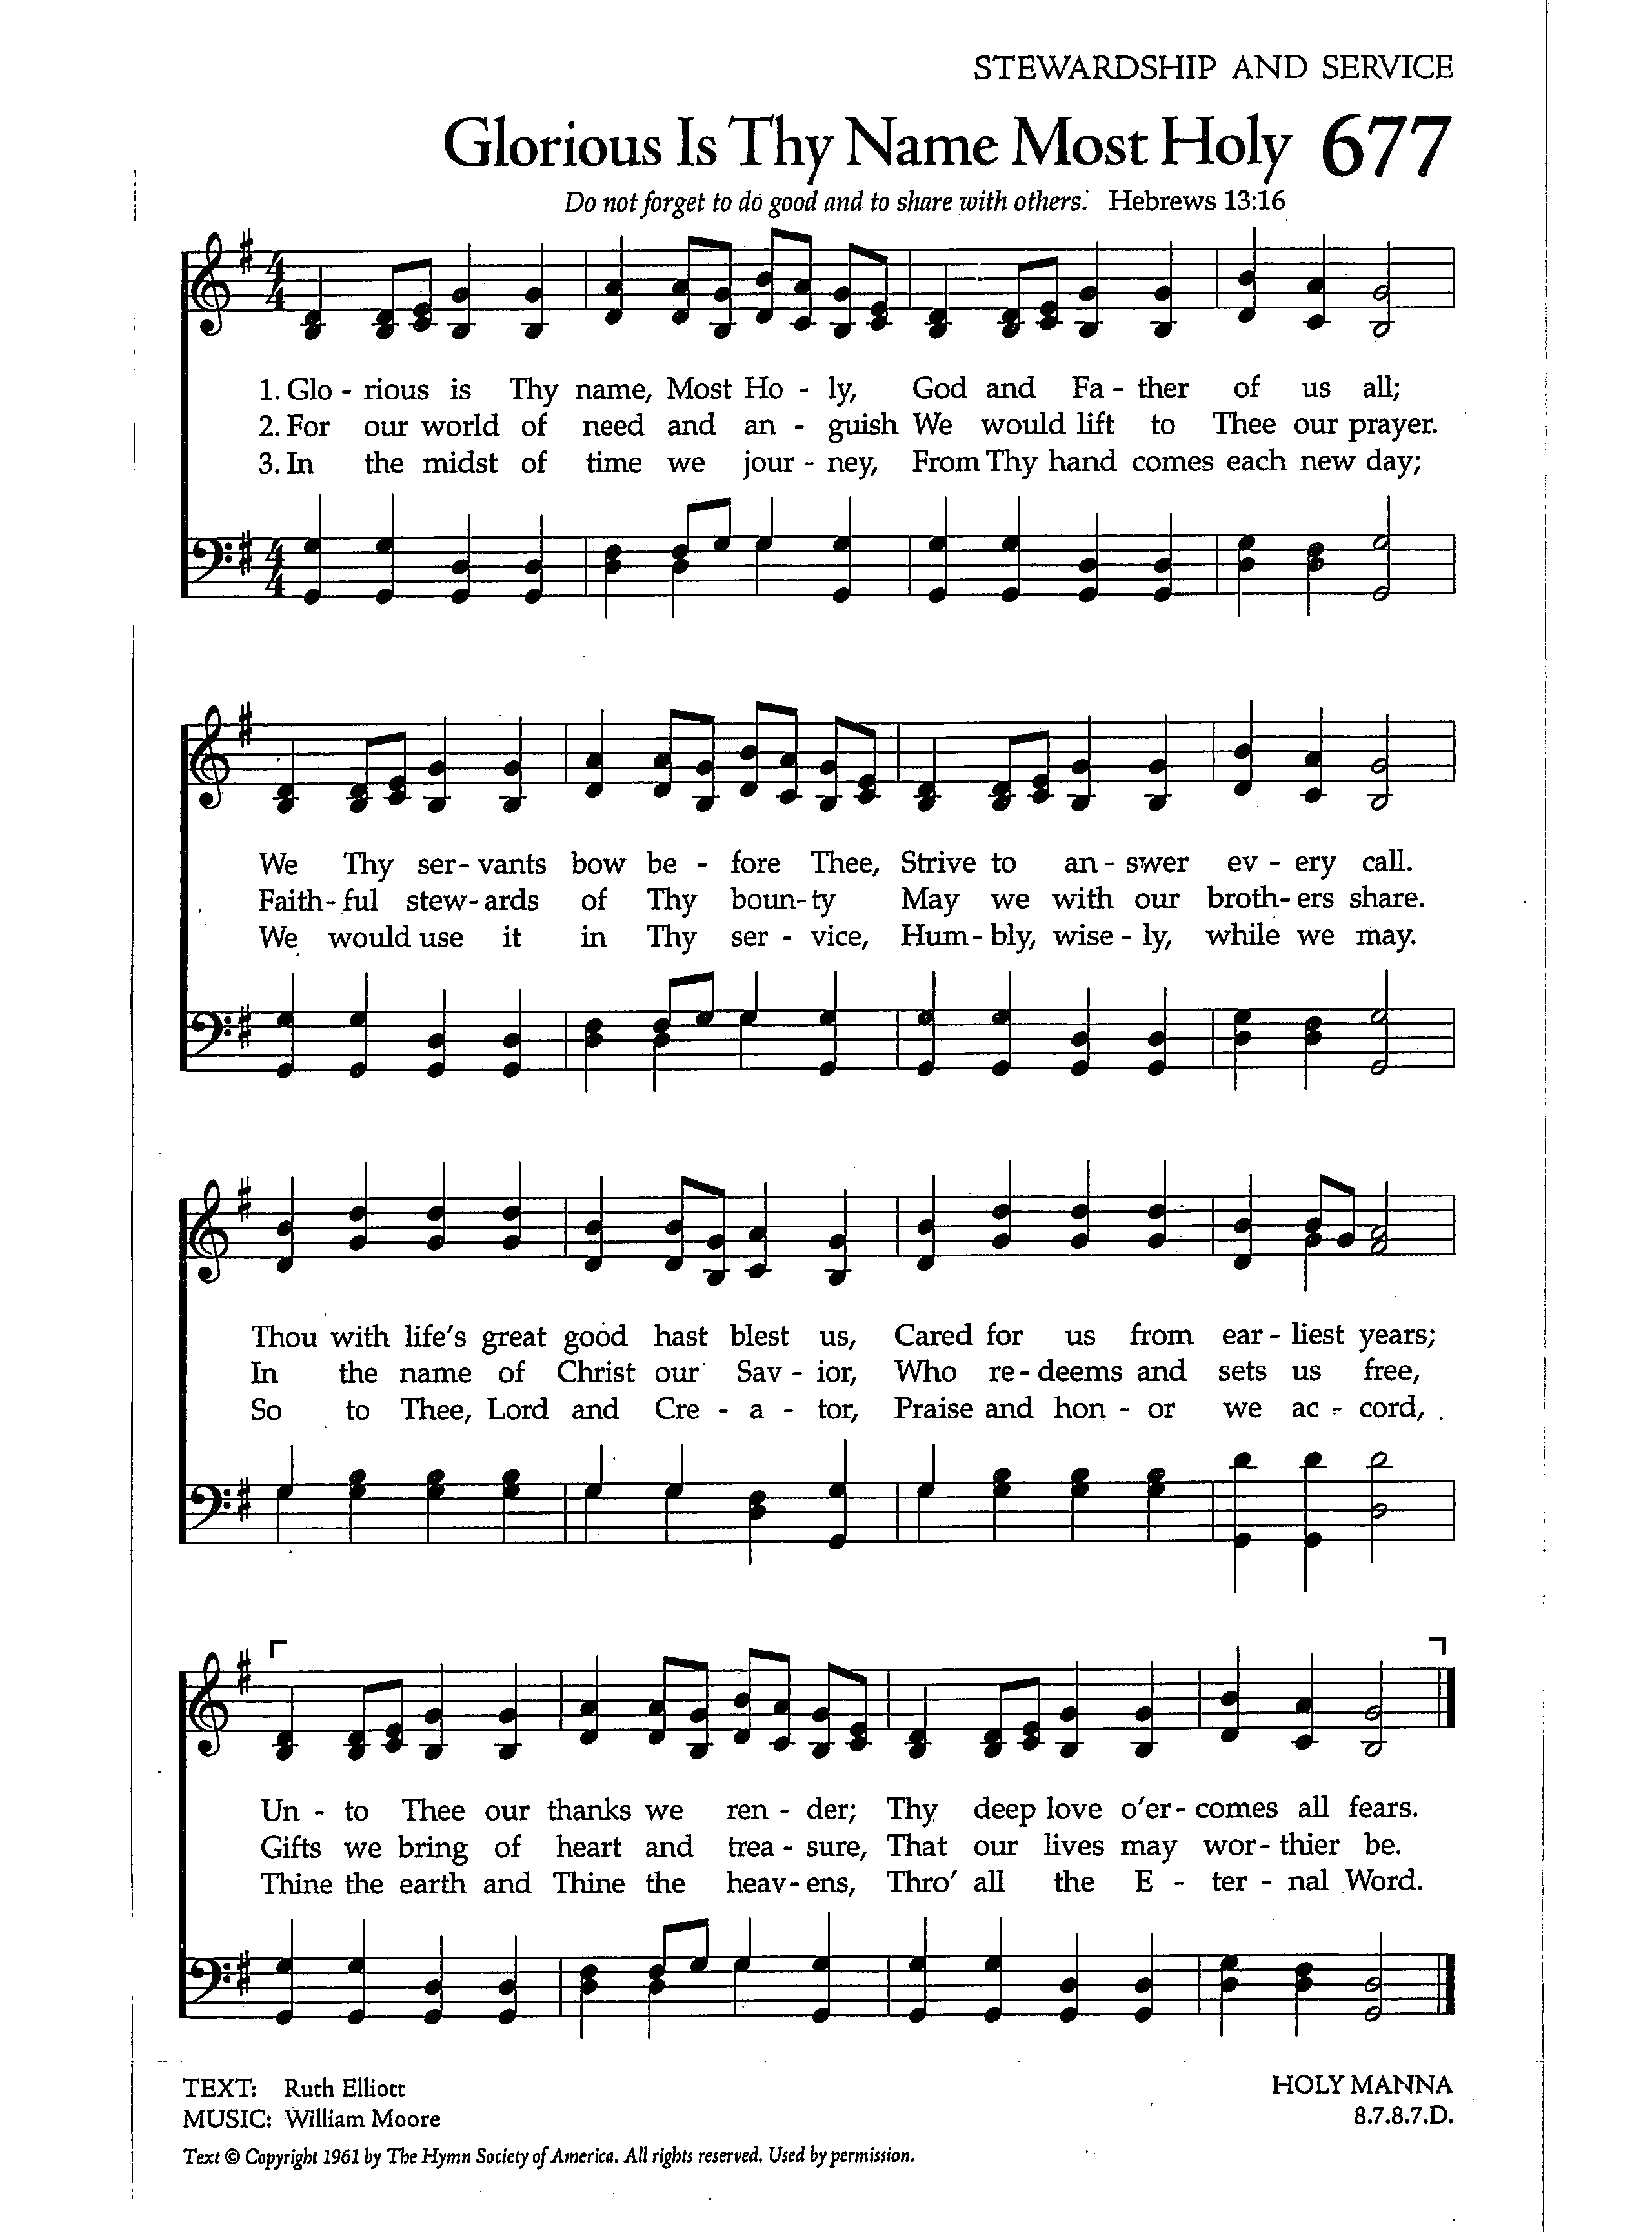 STEWARDSHIP AND SERVICE
Glorious Is Thy Name Most Holy 677
Do not forget to do good and to share with others. Hebrews 13:16
1. Glo - rious is Thy name, Most Ho - ly, God and Fa - ther of us all;
2. For our world of need and an - guish We would lift to Thee our prayer.
3. In the midst of time we jour - ney, From Thy hand comes each new day;
We Thy ser - vants bow be - fore Thee, Strive to an - swer ev - ery call.
Faith - ful stew - ards of Thy boun - ty May we with our broth - ers share.
We would use it in Thy ser - vice, Hum - bly, wise - ly, while we may.
Thou with life's great good hast blest us, Cared for us from ear - liest years;
In the name of Christ our Sav - ior, Who re - deems and sets us free,
So to Thee, Lord and Cre - a - tor, Praise and hon - or we ac - cord,
Un - to Thee our thanks we ren - der; Thy deep love o'er - comes all fears.
Gifts we bring of heart and trea - sure, That our lives may wor - thier be.
Thine the earth and Thine the heav - ens, Thro' all the E - ter - nal Word.
TEXT: Ruth Elliott
MUSIC: William Moore
HOLY MANNA
8.7.8.7.D.
Text © Copyright 1961 by The Hymn Society of America. All rights reserved. Used by permission.